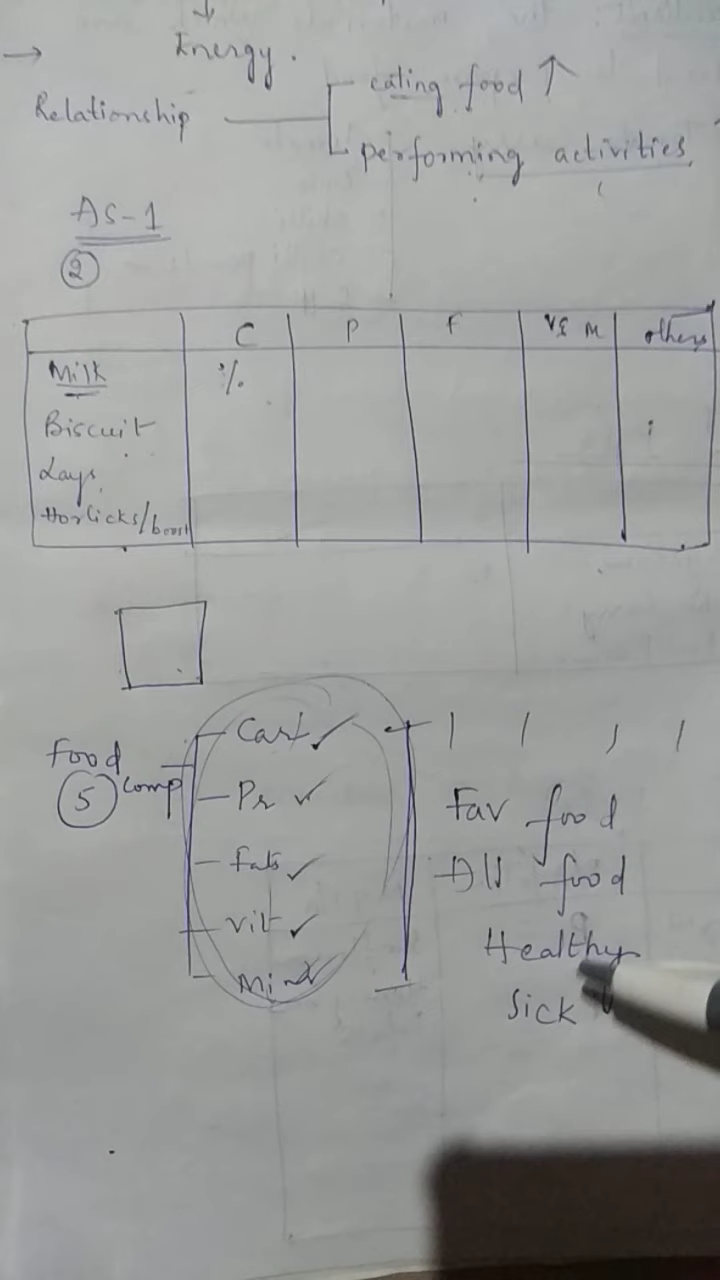 → Energy.
Relationship
eating food ↑
performing activities
AS-1
2
C P F V& M others
Milk %
Biscuit
Lays
Horlicks/boost
Food comp
5
Carb ✓
Pr ✓
Fats ✓
Vit ✓
Min ✓
Fav food
All food
Healthy
Sick